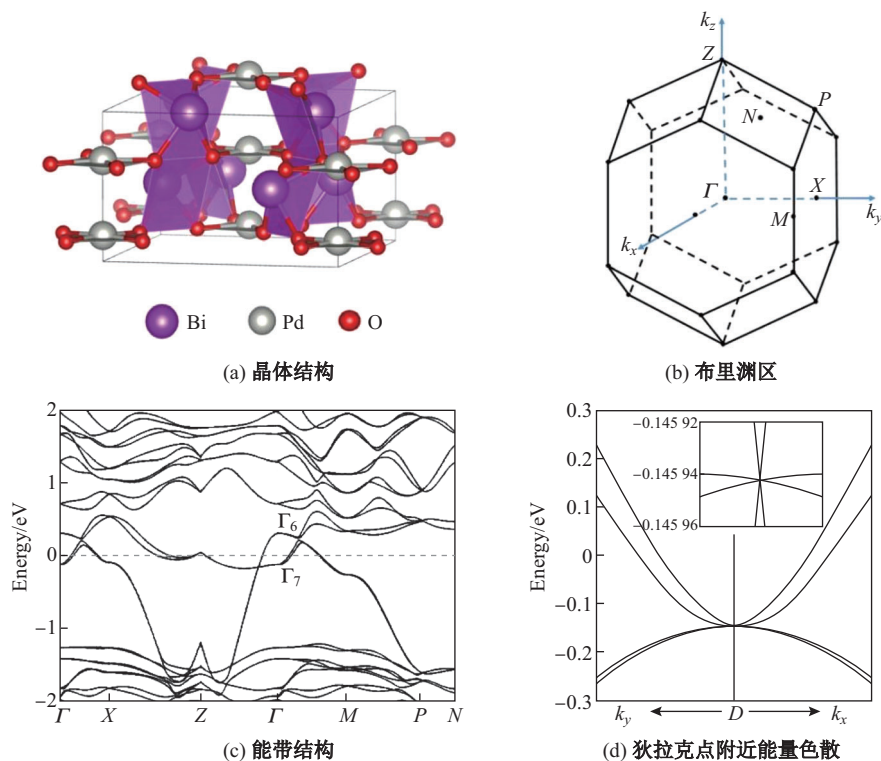 Bi
Pd
O
(a) 晶体结构
k_z
Z
P
N
Γ
X
k_y
M
k_x
(b) 布里渊区
Energy/eV
2
1
0
−1
−2
Γ₆
Γ₇
Γ X Z Γ M P N
(c) 能带结构
Energy/eV
0.3
0.2
0.1
0
−0.1
−0.2
−0.3
−0.145 92
−0.145 94
−0.145 96
k_y D k_x
(d) 狄拉克点附近能量色散